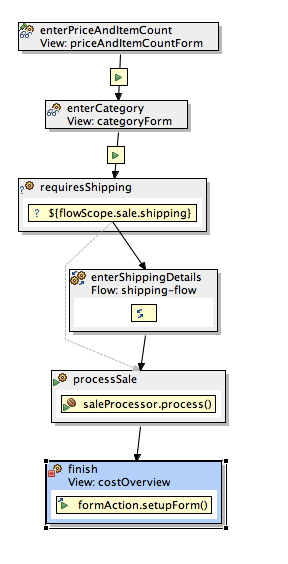 enterPriceAndItemCount
View: priceAndItemCountForm
enterCategory
View: categoryForm
requiresShipping
? ${flowScope.sale.shipping}
enterShippingDetails
Flow: shipping-flow
processSale
saleProcessor.process()
finish
View: costOverview
formAction.setupForm()